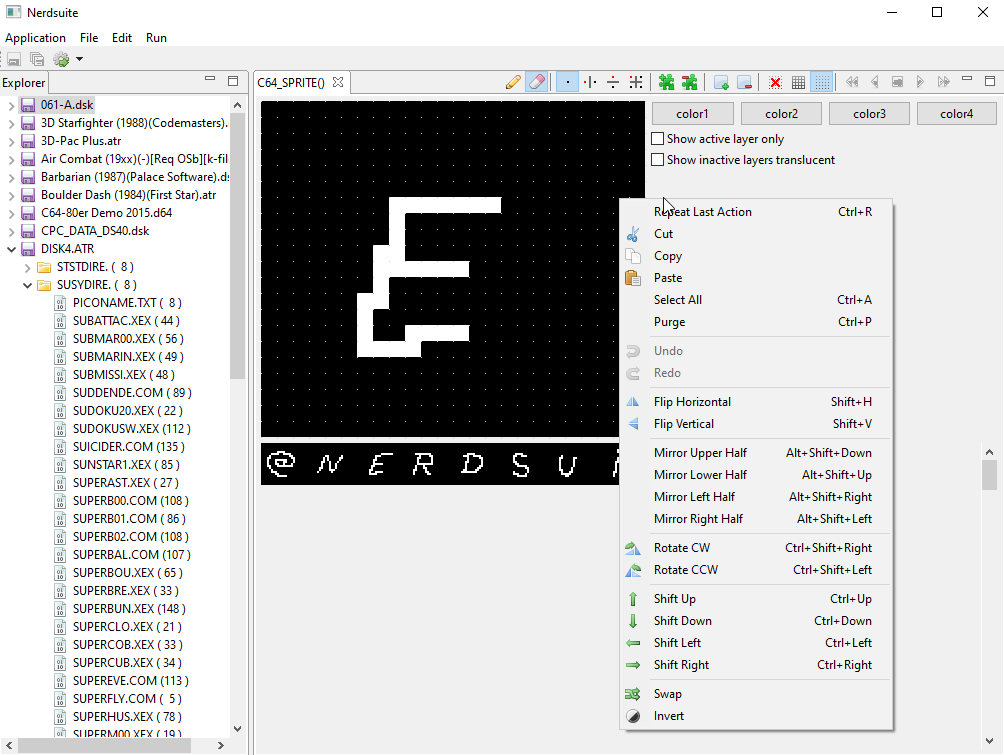 Nerdsuite
Application File Edit Run
Explorer
C64_SPRITE()
061-A.dsk
3D Starfighter (1988)(Codemasters).
3D-Pac Plus.atr
Air Combat (19xx)(-)[Req OSb][k-fil
Barbarian (1987)(Palace Software).ds
Boulder Dash (1984)(First Star).atr
C64-80er Demo 2015.d64
CPC_DATA_DS40.dsk
DISK4.ATR
STSTDIRE. ( 8 )
SUSYDIRE. ( 8 )
PICONAME.TXT ( 8 )
SUBATTAC.XEX ( 44 )
SUBMAR00.XEX ( 56 )
SUBMARIN.XEX ( 49 )
SUBMISSI.XEX ( 48 )
SUDDENDE.COM ( 89 )
SUDOKU20.XEX ( 22 )
SUDOKUSW.XEX (112 )
SUICIDER.COM (135 )
SUNSTAR1.XEX ( 85 )
SUPERAST.XEX ( 27 )
SUPERB00.COM (108 )
SUPERB01.COM ( 86 )
SUPERB02.COM (108 )
SUPERBAL.COM (107 )
SUPERBOU.XEX ( 65 )
SUPERBRE.XEX ( 33 )
SUPERBUN.XEX (148 )
SUPERCLO.XEX ( 21 )
SUPERCOB.XEX ( 33 )
SUPERCUB.XEX ( 34 )
SUPEREVE.COM (113 )
SUPERFLY.COM ( 5 )
SUPERHUS.XEX ( 78 )
SUPERM00.XEX ( 19 )
E
@ N E R D S U
color1 color2 color3 color4
Show active layer only
Show inactive layers translucent
Repeat Last Action Ctrl+R
Cut
Copy
Paste
Select All Ctrl+A
Purge Ctrl+P
Undo
Redo
Flip Horizontal Shift+H
Flip Vertical Shift+V
Mirror Upper Half Alt+Shift+Down
Mirror Lower Half Alt+Shift+Up
Mirror Left Half Alt+Shift+Right
Mirror Right Half Alt+Shift+Left
Rotate CW Ctrl+Shift+Right
Rotate CCW Ctrl+Shift+Left
Shift Up Ctrl+Up
Shift Down Ctrl+Down
Shift Left Ctrl+Left
Shift Right Ctrl+Right
Swap
Invert